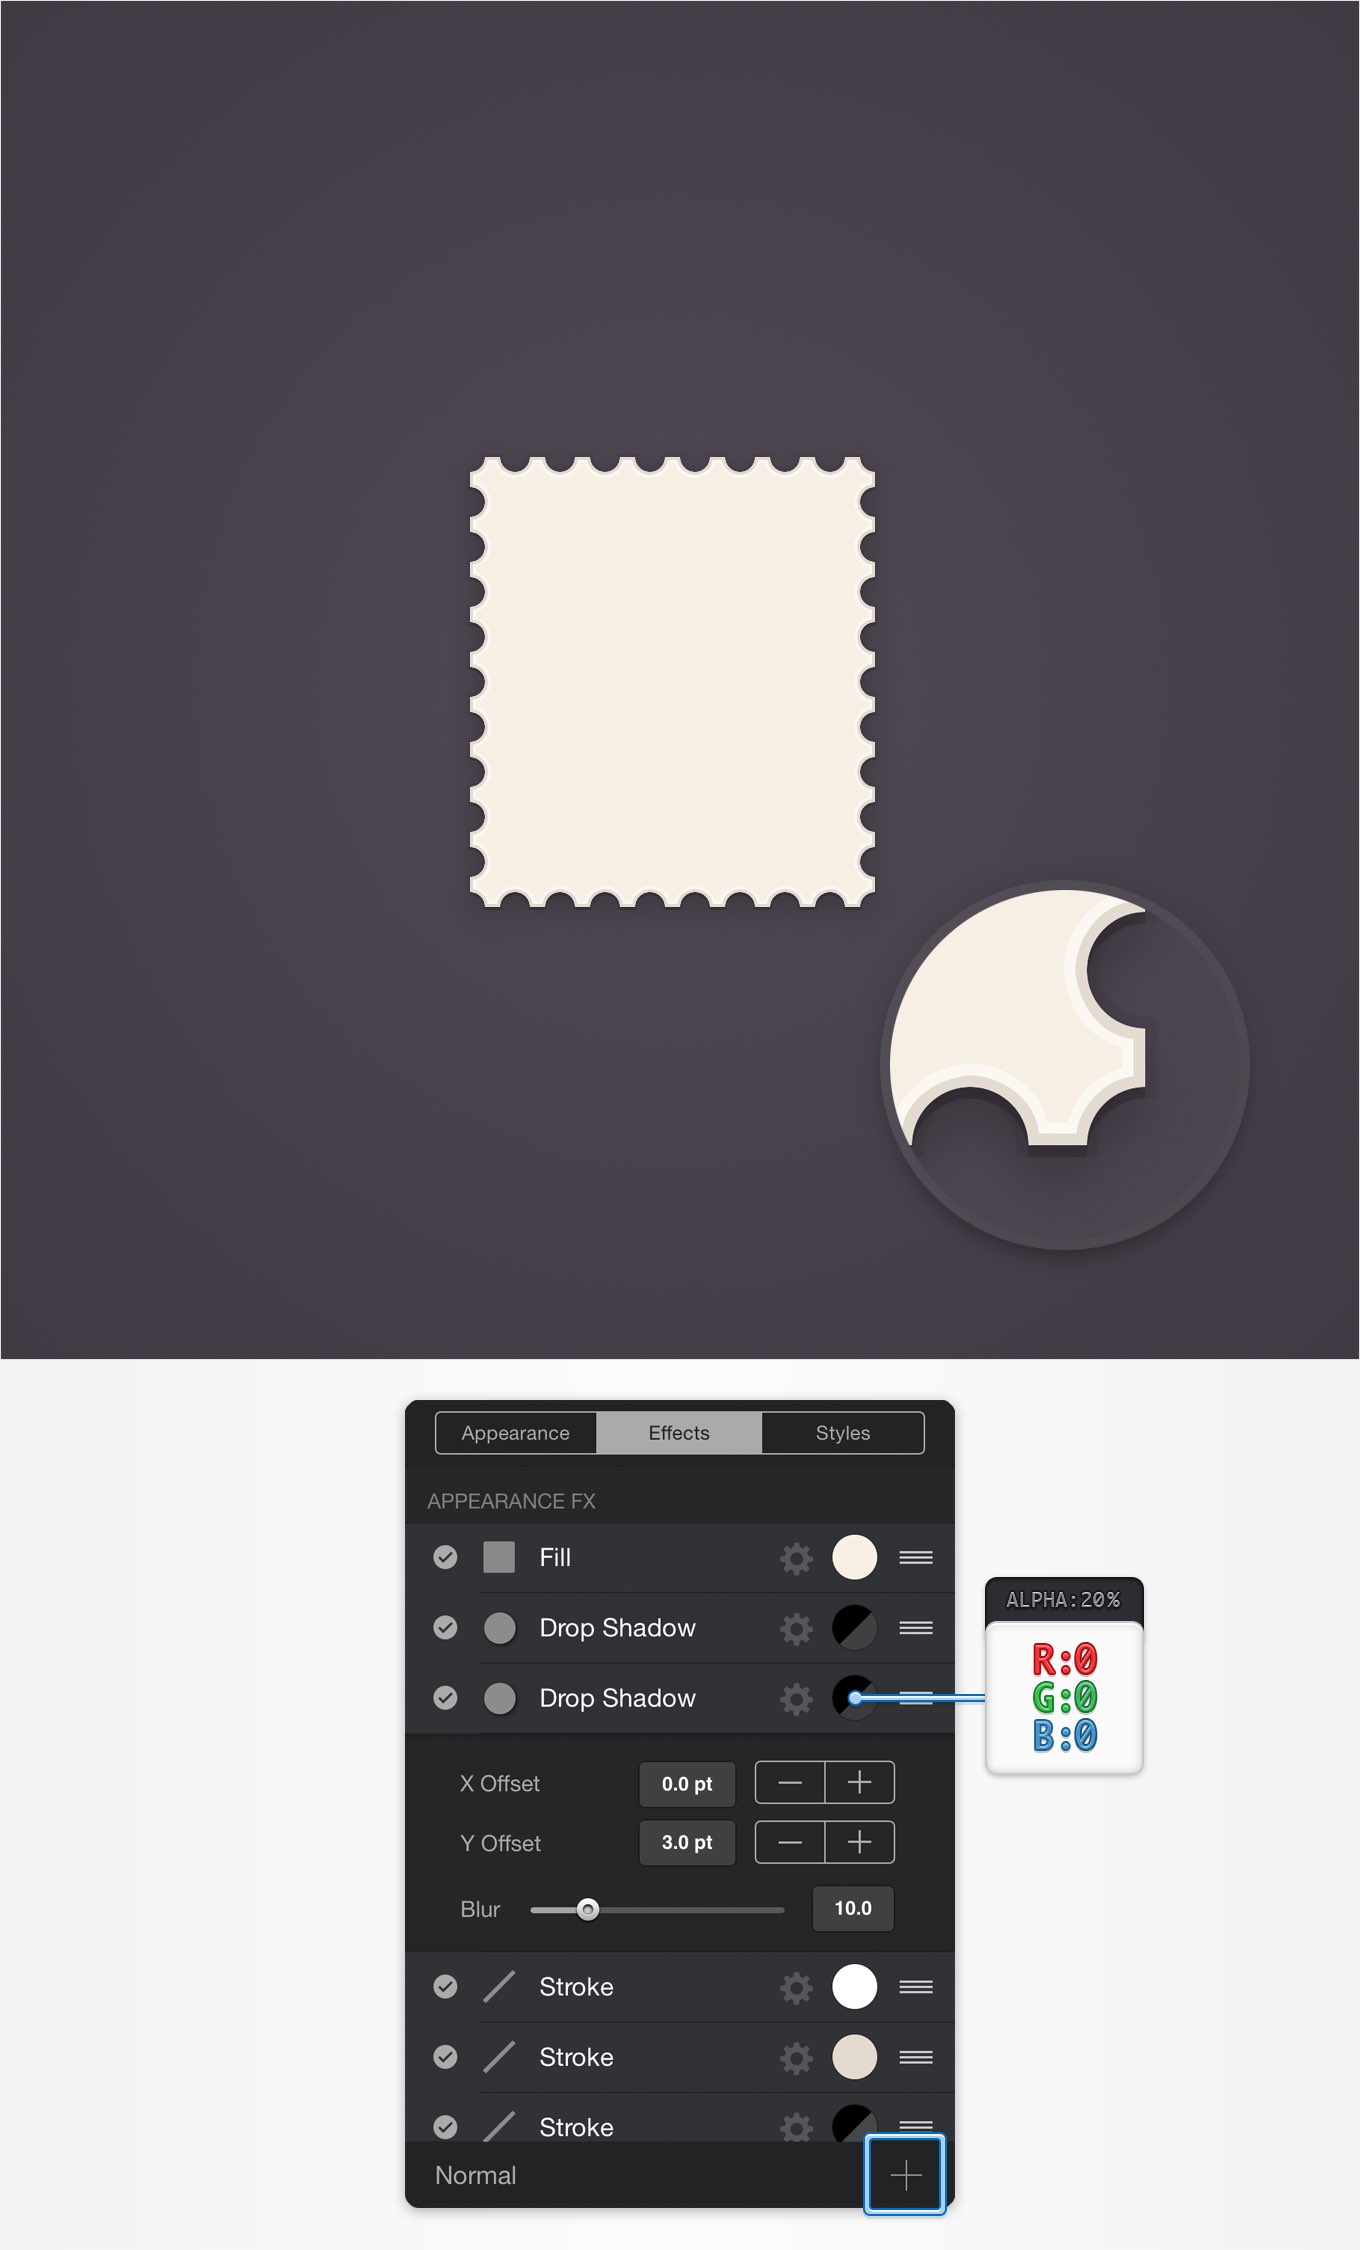 Appearance Effects Styles
APPEARANCE FX
Fill
Drop Shadow
Drop Shadow
ALPHA:20%
R:0
G:0
B:0
X Offset 0.0 pt
Y Offset 3.0 pt
Blur 10.0
Stroke
Stroke
Stroke
Normal